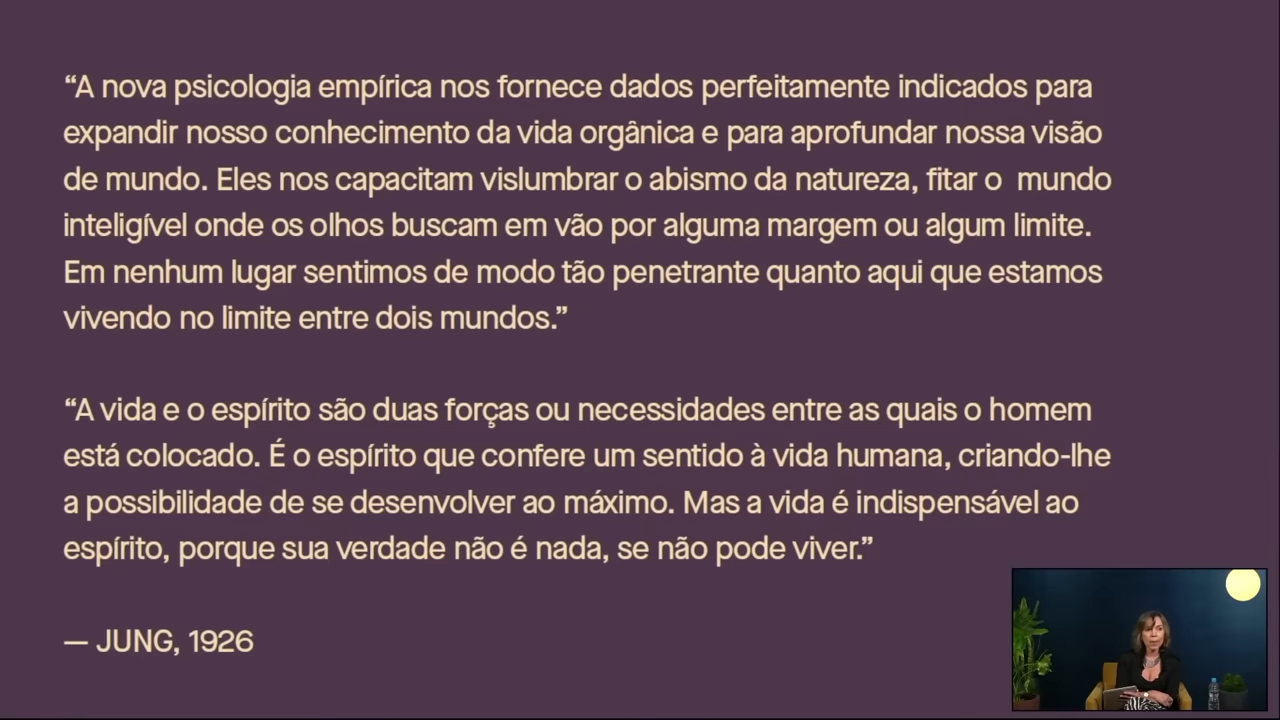 “A nova psicologia empírica nos fornece dados perfeitamente indicados para
expandir nosso conhecimento da vida orgânica e para aprofundar nossa visão
de mundo. Eles nos capacitam vislumbrar o abismo da natureza, fitar o  mundo
inteligível onde os olhos buscam em vão por alguma margem ou algum limite.
Em nenhum lugar sentimos de modo tão penetrante quanto aqui que estamos
vivendo no limite entre dois mundos.”
“A vida e o espírito são duas forças ou necessidades entre as quais o homem
está colocado. É o espírito que confere um sentido à vida humana, criando-lhe
a possibilidade de se desenvolver ao máximo. Mas a vida é indispensável ao
espírito, porque sua verdade não é nada, se não pode viver.”
— JUNG, 1926